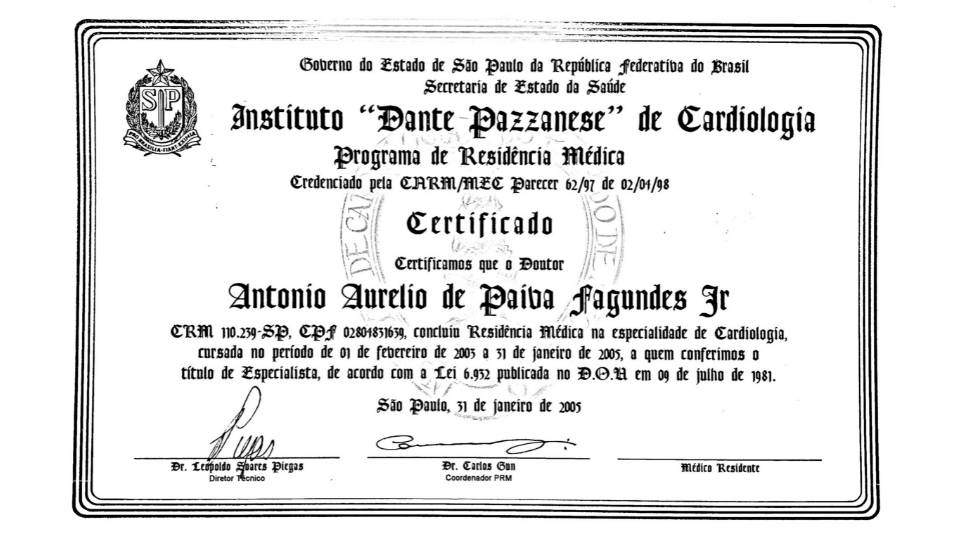 Governo do Estado de São Paulo da República Federativa do Brasil
Secretaria de Estado da Saúde
Instituto “Dante Pazzanese” de Cardiologia
Programa de Residência Médica
Credenciado pela CNRM/MEC Parecer 62/97 de 02/04/98
Certificado
Certificamos que o Doutor
Antonio Aurelio de Paiva Fagundes Jr
CRM 110.239-SP, CPF 02804831639, concluiu Residência Médica na especialidade de Cardiologia,
cursada no período de 01 de fevereiro de 2003 a 31 de janeiro de 2005, a quem conferimos o
título de Especialista, de acordo com a Lei 6.932 publicada no D.O.U em 09 de julho de 1981.
São Paulo, 31 de janeiro de 2005
Dr. Leopoldo Soares Piegas
Diretor Técnico
Dr. Carlos Gun
Coordenador PRM
Médico Residente
SP